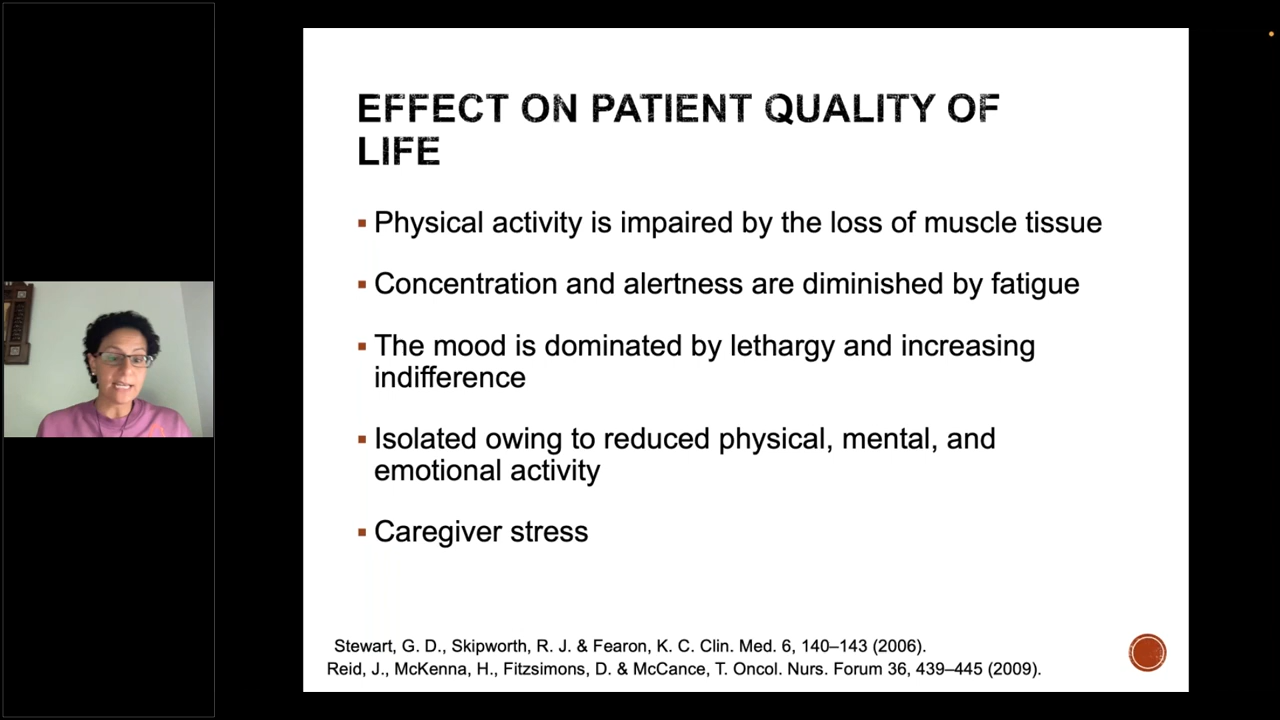 EFFECT ON PATIENT QUALITY OF
LIFE
▪ Physical activity is impaired by the loss of muscle tissue
▪ Concentration and alertness are diminished by fatigue
▪ The mood is dominated by lethargy and increasing
indifference
▪ Isolated owing to reduced physical, mental, and
emotional activity
▪ Caregiver stress
Stewart, G. D., Skipworth, R. J. & Fearon, K. C. Clin. Med. 6, 140–143 (2006).
Reid, J., McKenna, H., Fitzsimons, D. & McCance, T. Oncol. Nurs. Forum 36, 439–445 (2009).